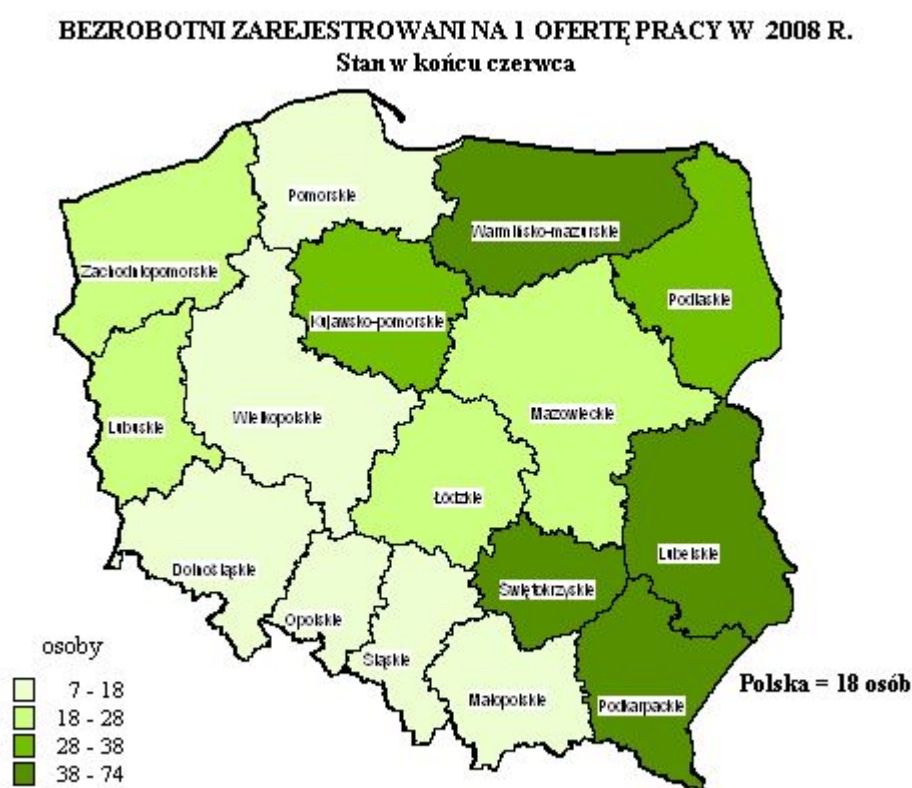 BEZROBOTNI ZAREJESTROWANI NA 1 OFERTĘ PRACY W 2008 R.
Stan w końcu czerwca
Pomorskie
Warmińsko-mazurskie
Zachodniopomorskie
Podlaskie
Kujawsko-pomorskie
Wielkopolskie
Mazowieckie
Lubuskie
Łódzkie
Lubelskie
Dolnośląskie
Świętokrzyskie
Opolskie
Śląskie
Małopolskie
Podkarpackie
Polska = 18 osób
osoby
7 - 18
18 - 28
28 - 38
38 - 74